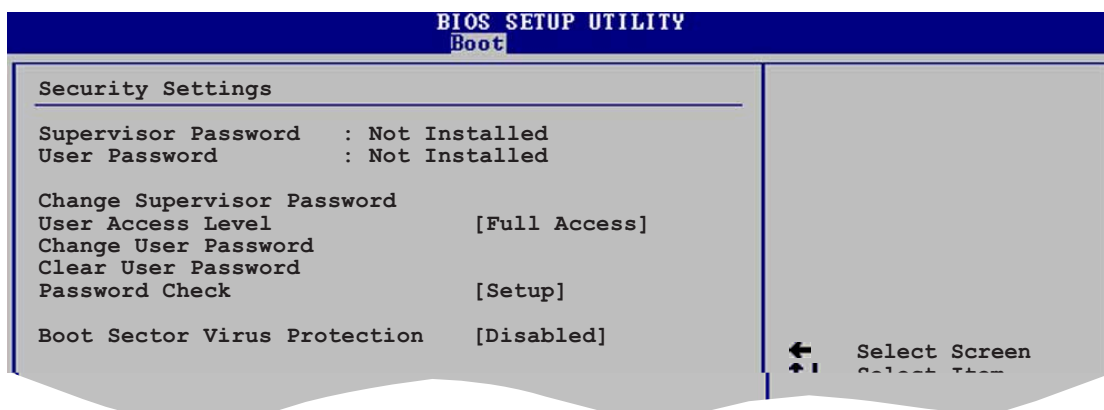 BIOS SETUP UTILITY
Boot
Security Settings
Supervisor Password : Not Installed
User Password : Not Installed
Change Supervisor Password
User Access Level [Full Access]
Change User Password
Clear User Password
Password Check [Setup]
Boot Sector Virus Protection [Disabled]
← Select Screen
Select Item